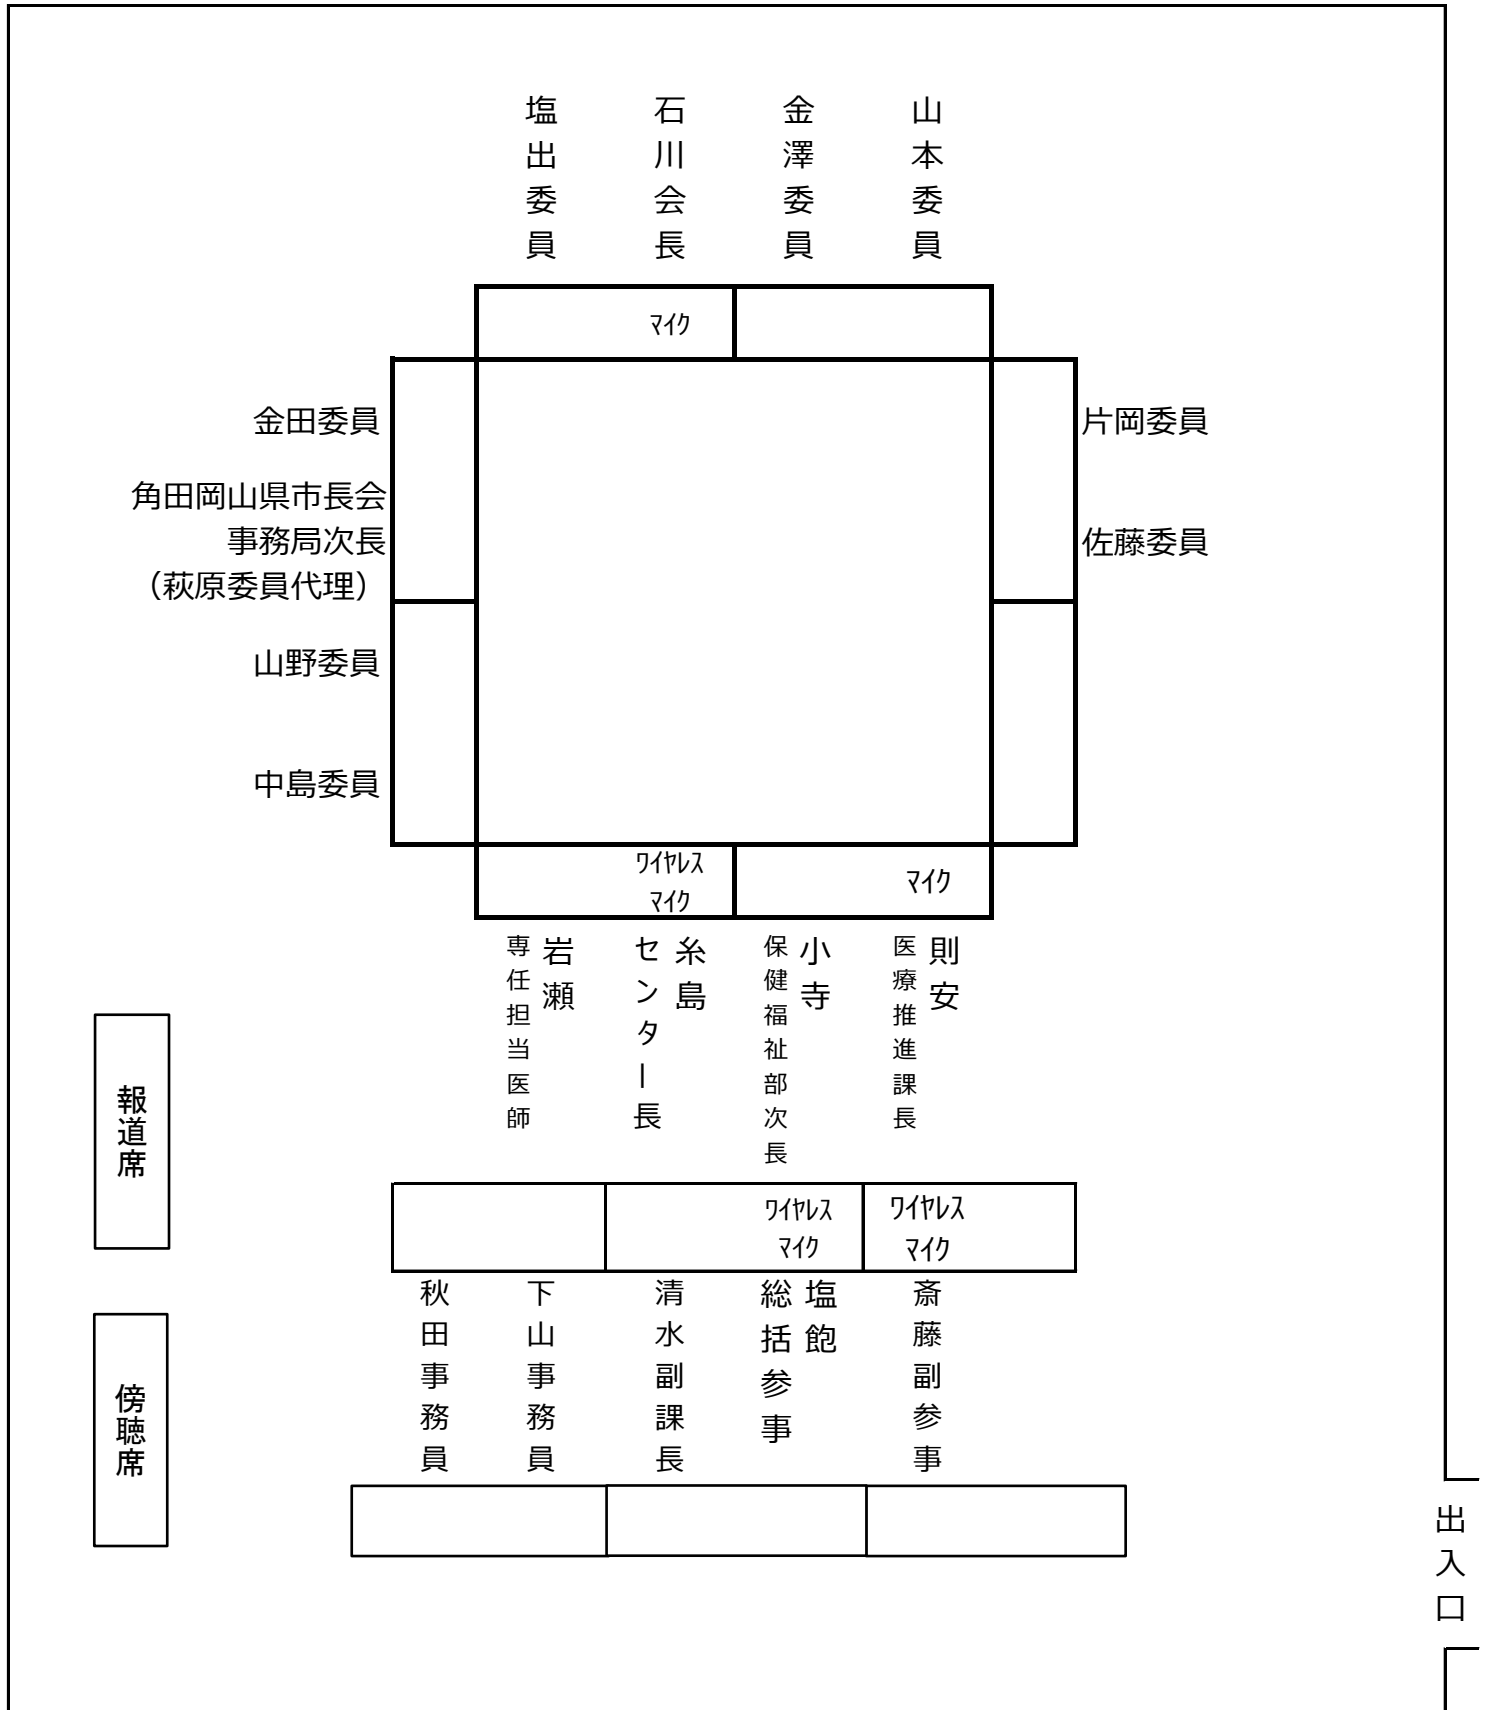 塩出委員
石川会長
金澤委員
山本委員
ﾏｲｸ
金田委員
角田岡山県市長会
事務局次長
（萩原委員代理）
山野委員
中島委員
片岡委員
佐藤委員
ﾜｲﾔﾚｽ
ﾏｲｸ
ﾏｲｸ
岩瀬
専任担当医師
糸島
センター長
小寺
保健福祉部次長
則安
医療推進課長
報道席
ﾜｲﾔﾚｽ
ﾏｲｸ
ﾜｲﾔﾚｽ
ﾏｲｸ
秋田事務員
下山事務員
清水副課長
塩飽
総括参事
斎藤副参事
傍聴席
出入口